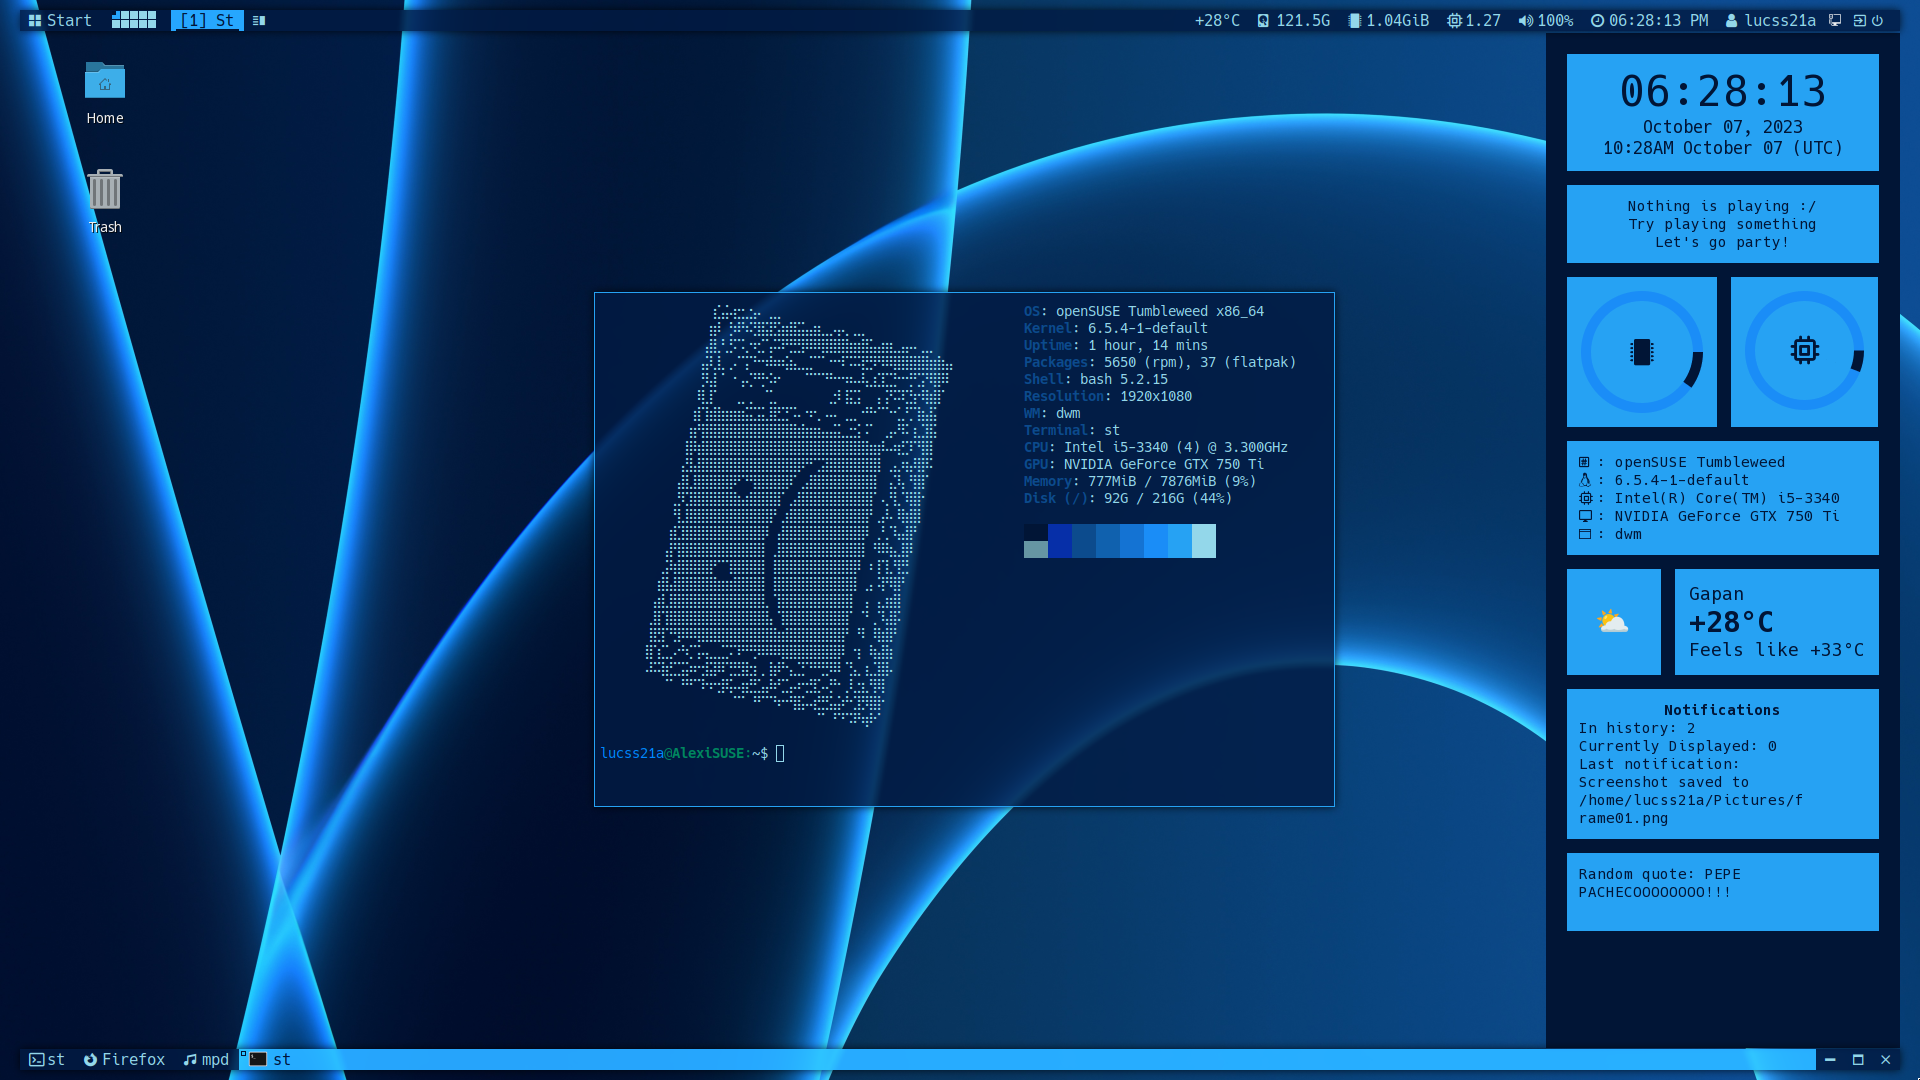 Start
[1] St
+28°C
121.5G
1.04GiB
1.27
100%
06:28:13 PM
lucss21a
Home
Trash
OS: openSUSE Tumbleweed x86_64
Kernel: 6.5.4-1-default
Uptime: 1 hour, 14 mins
Packages: 5650 (rpm), 37 (flatpak)
Shell: bash 5.2.15
Resolution: 1920x1080
WM: dwm
Terminal: st
CPU: Intel i5-3340 (4) @ 3.300GHz
GPU: NVIDIA GeForce GTX 750 Ti
Memory: 777MiB / 7876MiB (9%)
Disk (/): 92G / 216G (44%)
lucss21a@AlexiSUSE:~$
06:28:13
October 07, 2023
10:28AM October 07 (UTC)
Nothing is playing :/
Try playing something
Let's go party!
: openSUSE Tumbleweed
: 6.5.4-1-default
: Intel(R) Core(TM) i5-3340
: NVIDIA GeForce GTX 750 Ti
: dwm
Gapan
+28°C
Feels like +33°C
Notifications
In history: 2
Currently Displayed: 0
Last notification:
Screenshot saved to
/home/lucss21a/Pictures/f
rame01.png
Random quote: PEPE
PACHECOOOOOOOO!!!
st
Firefox
mpd
st